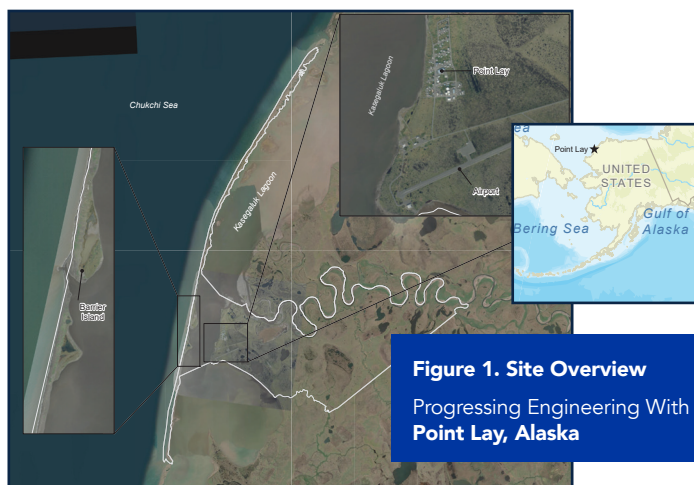 Chukchi Sea
Kasegaluk Lagoon
Barrier
Island
Kasegaluk Lagoon
Point Lay
Airport
ea
Point Lay
UNITED
STATES
Bering Sea
Gulf of
Alaska
Figure 1. Site Overview
Progressing Engineering With
Point Lay, Alaska